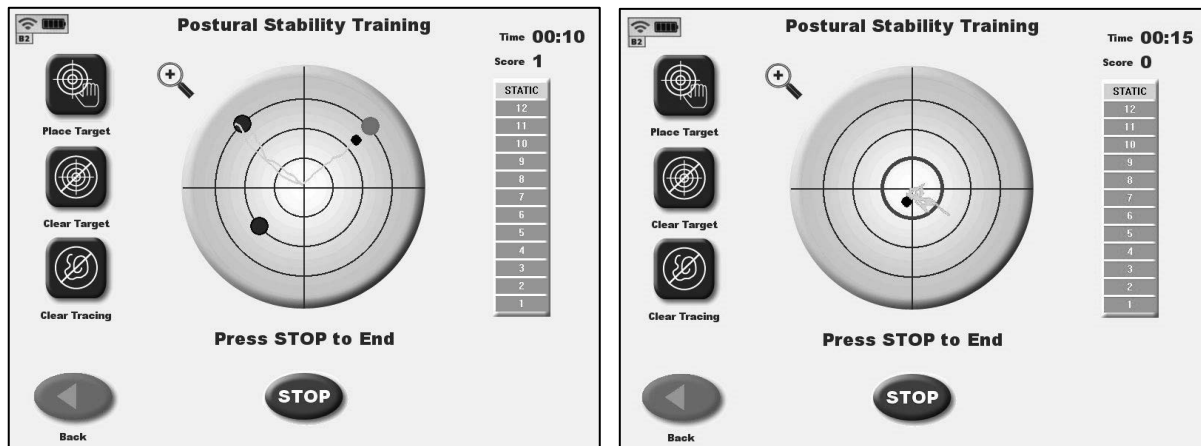 Postural Stability Training
B2
Time 00:10
Score 1
Place Target
Clear Target
Clear Tracing
STATIC
12
11
10
9
8
7
6
5
4
3
2
1
Press STOP to End
STOP
Back
Postural Stability Training
B2
Time 00:15
Score 0
Place Target
Clear Target
Clear Tracing
STATIC
12
11
10
9
8
7
6
5
4
3
2
1
Press STOP to End
STOP
Back